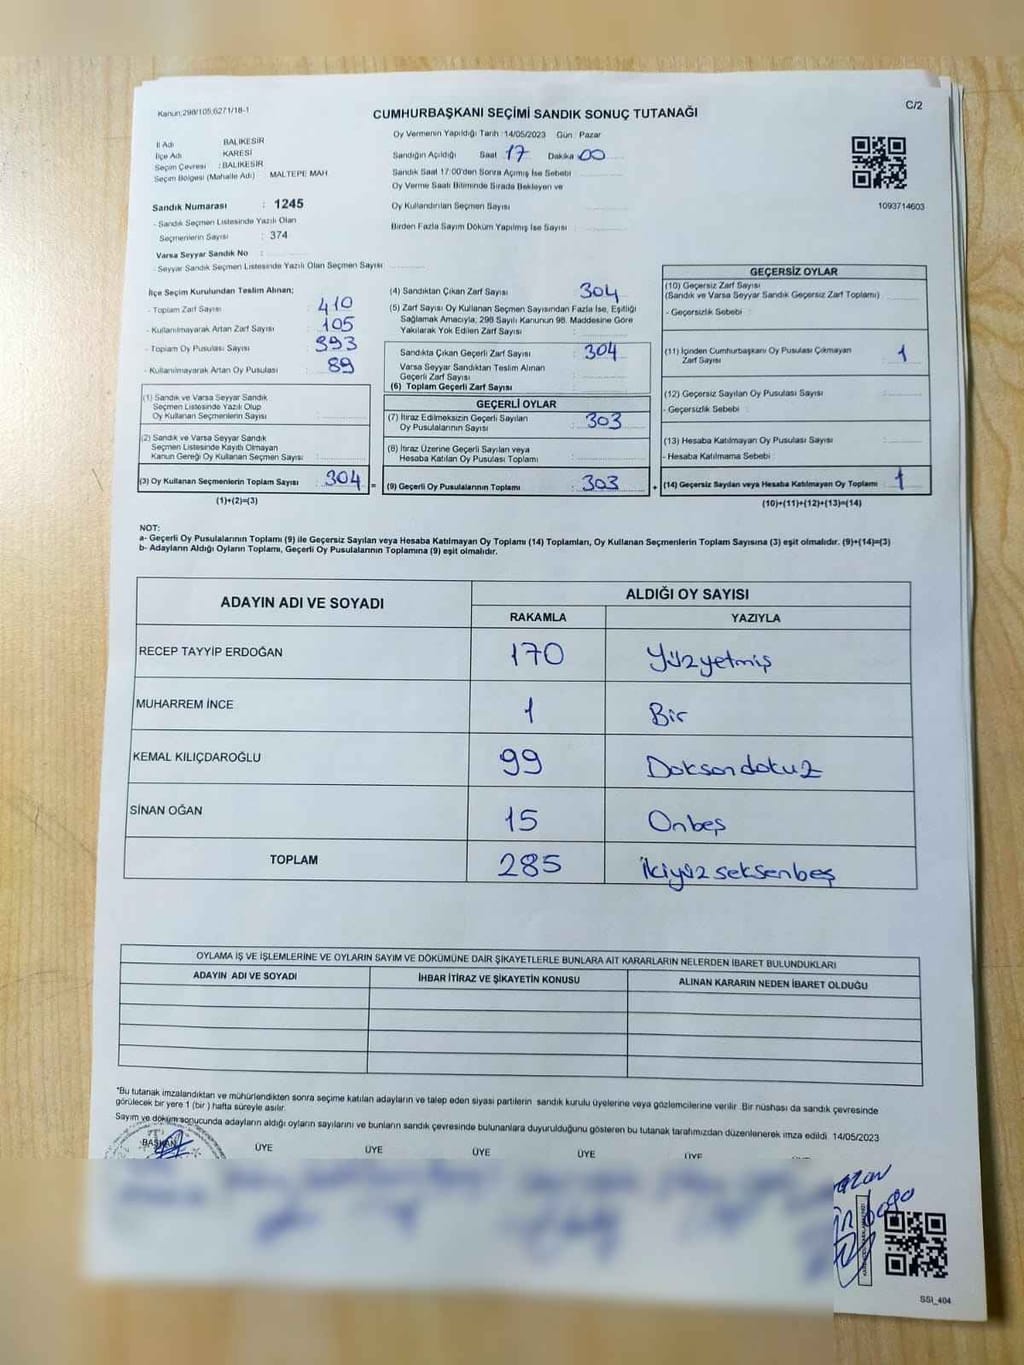 Kanun:298/105,6271/18-1
C/2
CUMHURBAŞKANI SEÇİMİ SANDIK SONUÇ TUTANAĞI
İl Adı BALIKESİR
İlçe Adı KARESİ
Seçim Çevresi : BALIKESİR
Seçim Bölgesi (Mahalle Adı) MALTEPE MAH
Sandık Numarası : 1245
- Sandık Seçmen Listesinde Yazılı Olan
Seçmenlerin Sayısı : 374
Varsa Seyyar Sandık No :
- Seyyar Sandık Seçmen Listesinde Yazılı Olan Seçmen Sayısı
Oy Vermenin Yapıldığı Tarih :14/05/2023 Gün : Pazar
Sandığın Açıldığı Saat 17 Dakika 00
Sandık Saat 17:00'den Sonra Açımış İse Sebebi
Oy Verme Saati Bitiminde Sırada Bekleyen ve
Oy Kullandırılan Seçmen Sayısı
Birden Fazla Sayım Döküm Yapılmış İse Sayısı
1093714603
İlçe Seçim Kurulundan Teslim Alınan;
- Toplam Zarf Sayısı : 410
- Kullanılmayarak Artan Zarf Sayısı : 105
- Toplam Oy Pusulası Sayısı : 393
- Kullanılmayarak Artan Oy Pusulası : 89
(1) Sandık ve Varsa Seyyar Sandık
Seçmen Listesinde Yazılı Olup
Oy Kullanan Seçmenlerin Sayısı :
(2) Sandık ve Varsa Seyyar Sandık
Seçmen Listesinde Kayıtlı Olmayan
Kanun Gereği Oy Kullanan Seçmen Sayısı :
(3) Oy Kullanan Seçmenlerin Toplam Sayısı : 304 =
(1)+(2)=(3)
(4) Sandıktan Çıkan Zarf Sayısı : 304
(5) Zarf Sayısı Oy Kullanan Seçmen Sayısından Fazla İse, Eşitliği
Sağlamak Amacıyla, 298 Sayılı Kanunun 98. Maddesine Göre
Yakılarak Yok Edilen Zarf Sayısı :
Sandıkta Çıkan Geçerli Zarf Sayısı : 304
Varsa Seyyar Sandıktan Teslim Alınan
Geçerli Zarf Sayısı :
(6) Toplam Geçerli Zarf Sayısı :
GEÇERLİ OYLAR
(7) İtiraz Edilmeksizin Geçerli Sayılan
Oy Pusulalarının Sayısı : 303
(8) İtiraz Üzerine Geçerli Sayılan veya
Hesaba Katılan Oy Pusulası Toplamı :
(9) Geçerli Oy Pusulalarının Toplamı : 303 +
GEÇERSİZ OYLAR
(10) Geçersiz Zarf Sayısı
(Sandık ve Varsa Seyyar Sandık Geçersiz Zarf Toplamı) :
- Geçersizlik Sebebi :
(11) İçinden Cumhurbaşkanı Oy Pusulası Çıkmayan
Zarf Sayısı : 1
(12) Geçersiz Sayılan Oy Pusulası Sayısı :
- Geçersizlik Sebebi :
(13) Hesaba Katılmayan Oy Pusulası Sayısı :
- Hesaba Katılmama Sebebi :
(14) Geçersiz Sayılan veya Hesaba Katılmayan Oy Toplamı : 1
(10)+(11)+(12)+(13)=(14)
NOT:
a- Geçerli Oy Pusulalarının Toplamı (9) ile Geçersiz Sayılan veya Hesaba Katılmayan Oy Toplamı (14) Toplamları, Oy Kullanan Seçmenlerin Toplam Sayısına (3) eşit olmalıdır. (9)+(14)=(3)
b- Adayların Aldığı Oyların Toplamı, Geçerli Oy Pusulalarının Toplamına (9) eşit olmalıdır.
ADAYIN ADI VE SOYADI ALDIĞI OY SAYISI
RAKAMLA YAZIYLA
RECEP TAYYİP ERDOĞAN 170 Yüzyetmiş
MUHARREM İNCE 1 Bir
KEMAL KILIÇDAROĞLU 99 Doksandokuz
SİNAN OĞAN 15 Onbeş
TOPLAM 285 İkiyüzseksenbeş
OYLAMA İŞ VE İŞLEMLERİNE VE OYLARIN SAYIM VE DÖKÜMÜNE DAİR ŞİKAYETLERLE BUNLARA AİT KARARLARIN NELERDEN İBARET BULUNDUKLARI
ADAYIN ADI VE SOYADI İHBAR İTİRAZ VE ŞİKAYETİN KONUSU ALINAN KARARIN NEDEN İBARET OLDUĞU
*Bu tutanak imzalandıktan ve mühürlendikten sonra seçime katılan adayların ve talep eden siyasi partilerin sandık kurulu üyelerine veya gözlemcilerine verilir. Bir nüshası da sandık çevresinde
görülecek bir yere 1 (bir) hafta süreyle asılır.
Sayım ve döküm sonucunda adayların aldığı oyların sayılarını ve bunların sandık çevresinde bulunanlara duyurulduğunu gösteren bu tutanak tarafımızdan düzenlenerek imza edildi. 14/05/2023
BAŞKAN ÜYE ÜYE ÜYE ÜYE ÜYE
SSI_404